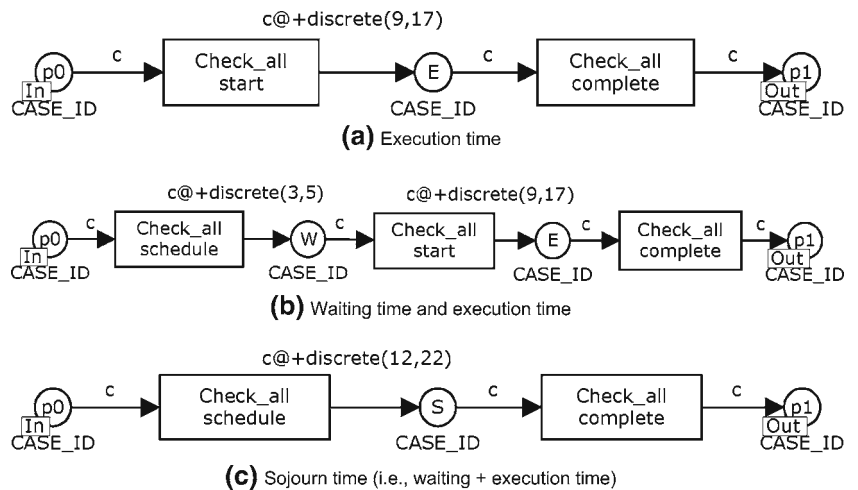 c@+discrete(9,17)
p0 c Check_all start E c Check_all complete c p1
In Out
CASE_ID CASE_ID CASE_ID
(a) Execution time
c@+discrete(3,5) c@+discrete(9,17)
p0 c Check_all schedule W c Check_all start E c Check_all complete c p1
In Out
CASE_ID CASE_ID CASE_ID CASE_ID
(b) Waiting time and execution time
c@+discrete(12,22)
p0 c Check_all schedule S c Check_all complete c p1
In Out
CASE_ID CASE_ID CASE_ID
(c) Sojourn time (i.e., waiting + execution time)